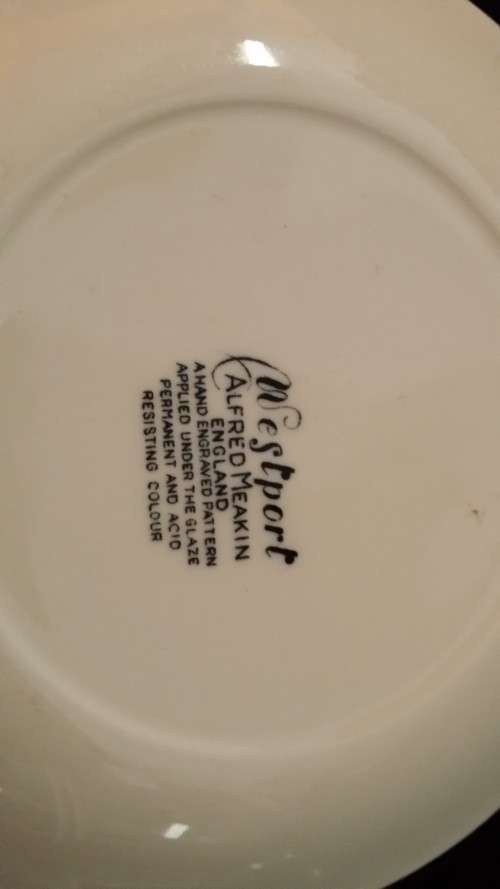 Westport
ALFRED MEAKIN
ENGLAND
A HAND ENGRAVED PATTERN
APPLIED UNDER THE GLAZE
PERMANENT AND ACID
RESISTING COLOUR